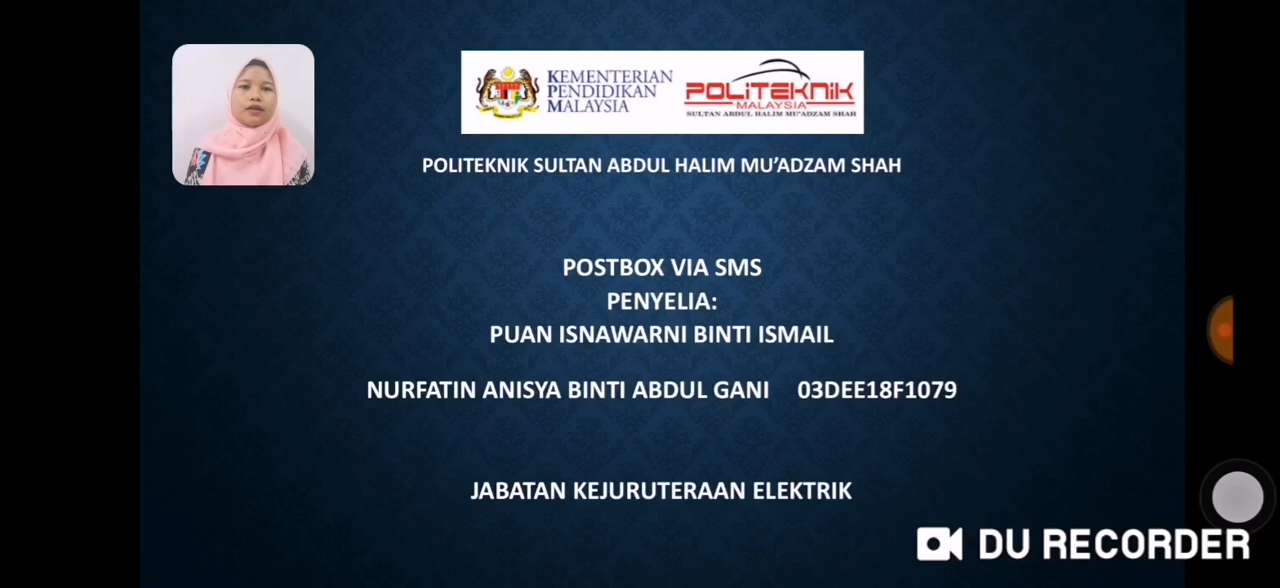 KEMENTERIAN
PENDIDIKAN
MALAYSIA
POLITEKNIK
MALAYSIA
SULTAN ABDUL HALIM MU'ADZAM SHAH
POLITEKNIK SULTAN ABDUL HALIM MU’ADZAM SHAH
POSTBOX VIA SMS
PENYELIA:
PUAN ISNAWARNI BINTI ISMAIL
NURFATIN ANISYA BINTI ABDUL GANI 03DEE18F1079
JABATAN KEJURUTERAAN ELEKTRIK
DU RECORDER